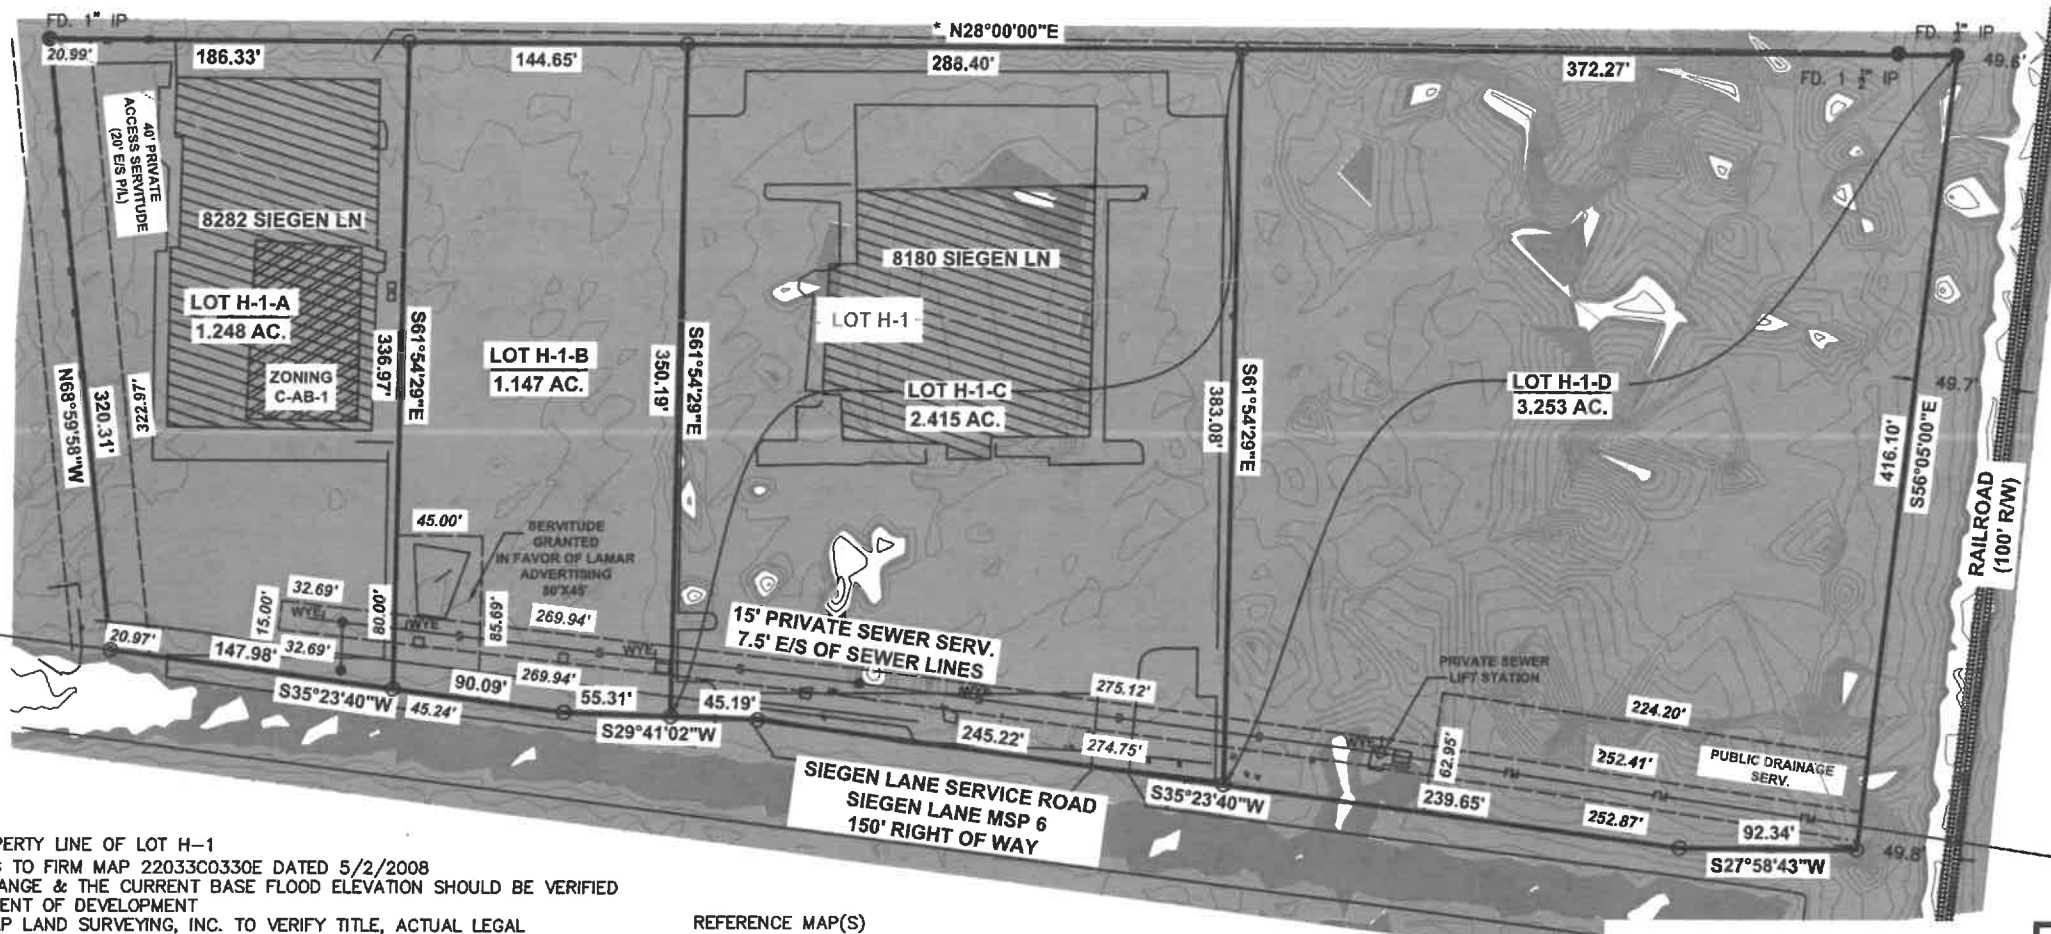 FD. 1" IP
* N28°00'00"E
FD. ½" IP
20.99'
186.33'
144.65'
288.40'
372.27'
FD. 1 ½" IP
49.6'
40' PRIVATE
ACCESS SERVITUDE
(20' E/S P/L)
8282 SIEGEN LN
8180 SIEGEN LN
LOT H-1-A
1.248 AC.
ZONING
C-AB-1
LOT H-1
LOT H-1-B
1.147 AC.
LOT H-1-C
2.415 AC.
LOT H-1-D
3.253 AC.
N68°59'58"W
320.31'
322.97'
336.97'
S61°54'29"E
350.19'
S61°54'29"E
383.08'
S61°54'29"E
49.7'
416.10'
S56°05'00"E
RAILROAD
(100' R/W)
45.00'
SERVITUDE
GRANTED
IN FAVOR OF LAMAR
ADVERTISING
80'X45'
32.69'
WYE
15.00'
80.00'
WYE
85.69'
269.94'
WYE
15' PRIVATE SEWER SERV.
7.5' E/S OF SEWER LINES
20.97'
147.98'
32.69'
S35°23'40"W
45.24'
90.09'
269.94'
55.31'
S29°41'02"W
45.19'
WYE
275.12'
245.22'
274.75'
PRIVATE SEWER
LIFT STATION
WYE
62.95'
224.20'
252.41'
PUBLIC DRAINAGE
SERV.
S35°23'40"W
239.65'
252.87'
92.34'
S27°58'43"W
49.8'
SIEGEN LANE SERVICE ROAD
SIEGEN LANE MSP 6
150' RIGHT OF WAY
PERTY LINE OF LOT H-1
TO FIRM MAP 22033C0330E DATED 5/2/2008
ANGE & THE CURRENT BASE FLOOD ELEVATION SHOULD BE VERIFIED
ENT OF DEVELOPMENT
P LAND SURVEYING, INC. TO VERIFY TITLE, ACTUAL LEGAL
REFERENCE MAP(S)